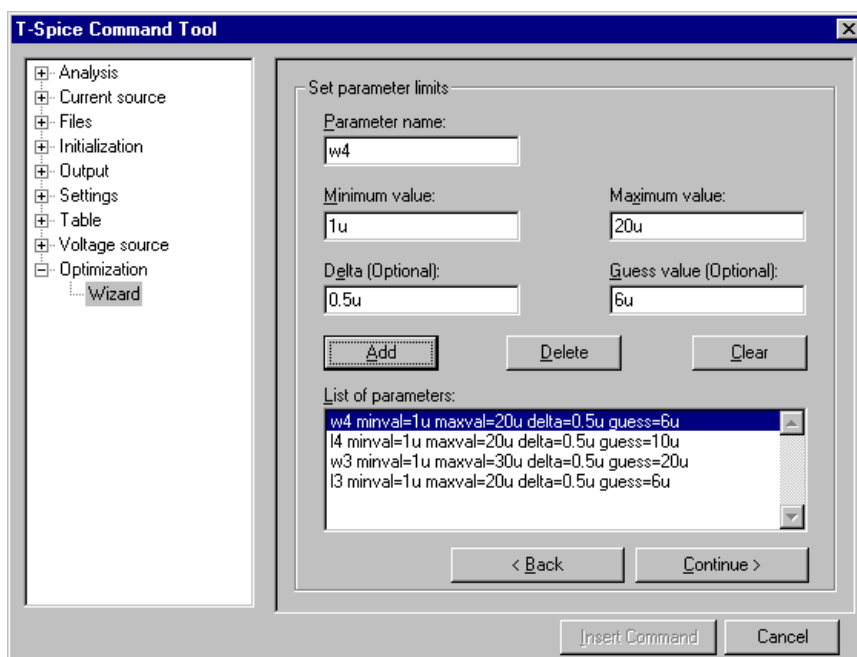 T-Spice Command Tool
Analysis
Current source
Files
Initialization
Output
Settings
Table
Voltage source
Optimization
Wizard
Set parameter limits
Parameter name:
w4
Minimum value: Maximum value:
1u 20u
Delta (Optional): Guess value (Optional):
0.5u 6u
Add Delete Clear
List of parameters:
w4 minval=1u maxval=20u delta=0.5u guess=6u
l4 minval=1u maxval=20u delta=0.5u guess=10u
w3 minval=1u maxval=30u delta=0.5u guess=20u
l3 minval=1u maxval=20u delta=0.5u guess=6u
< Back Continue >
Insert Command Cancel